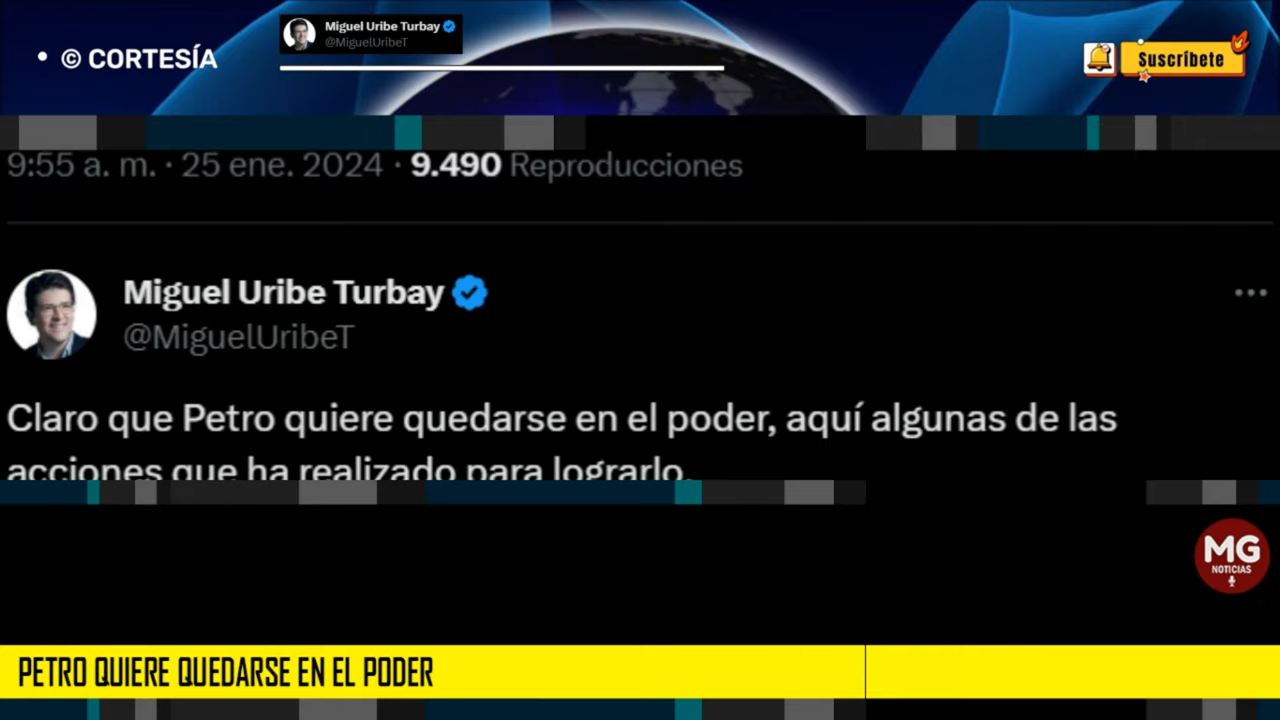 • © CORTESÍA
Miguel Uribe Turbay
@MiguelUribeT
Suscríbete
9:55 a. m. · 25 ene. 2024 · 9.490 Reproducciones
Miguel Uribe Turbay
@MiguelUribeT
Claro que Petro quiere quedarse en el poder, aquí algunas de las
acciones que ha realizado para lograrlo.
MG
NOTICIAS
PETRO QUIERE QUEDARSE EN EL PODER